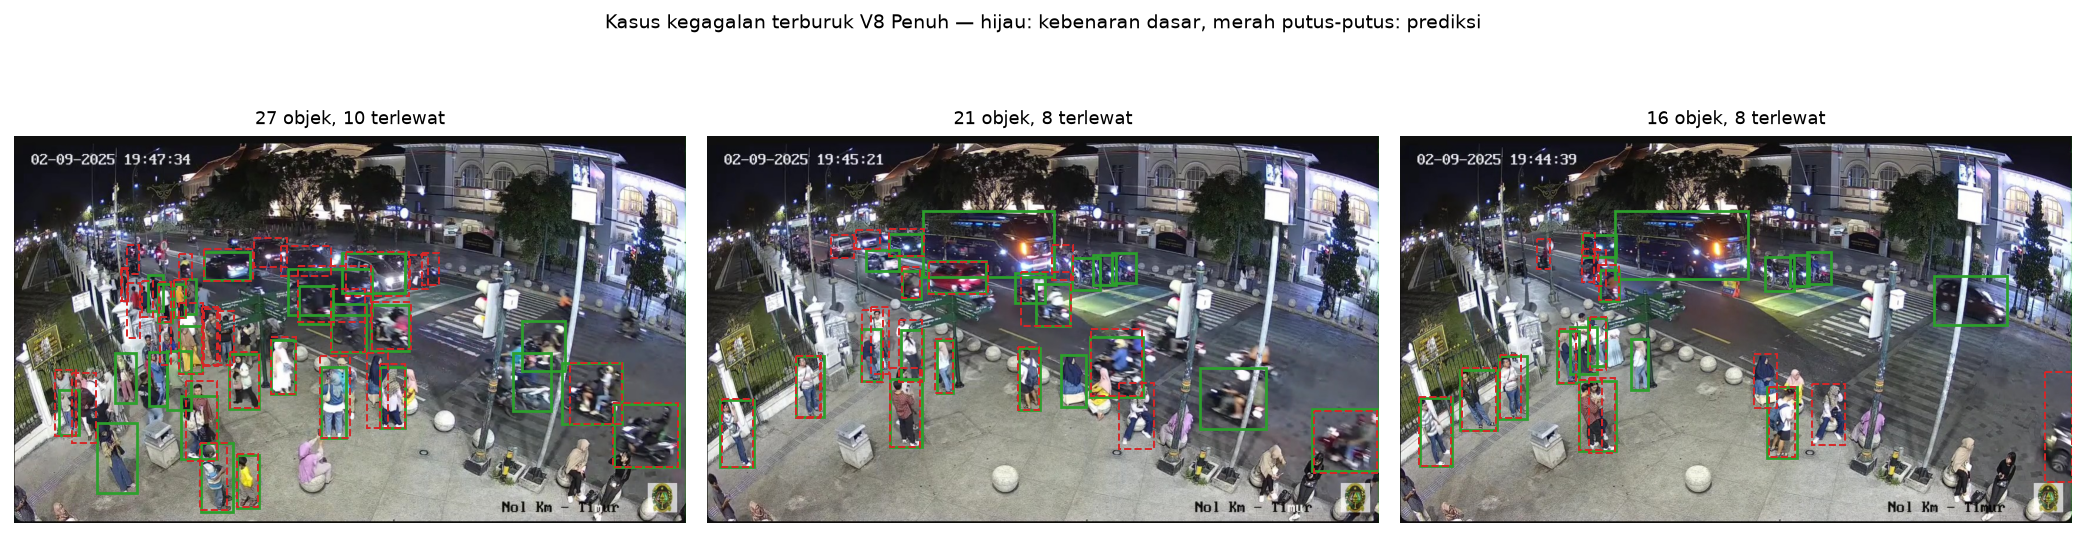 Kasus kegagalan terburuk V8 Penuh — hijau: kebenaran dasar, merah putus-putus: prediksi
27 objek, 10 terlewat
21 objek, 8 terlewat
16 objek, 8 terlewat
02-09-2025 19:47:34
02-09-2025 19:45:21
02-09-2025 19:44:39
Nol Km - Timur
Nol Km - Timur
Nol Km - Timur